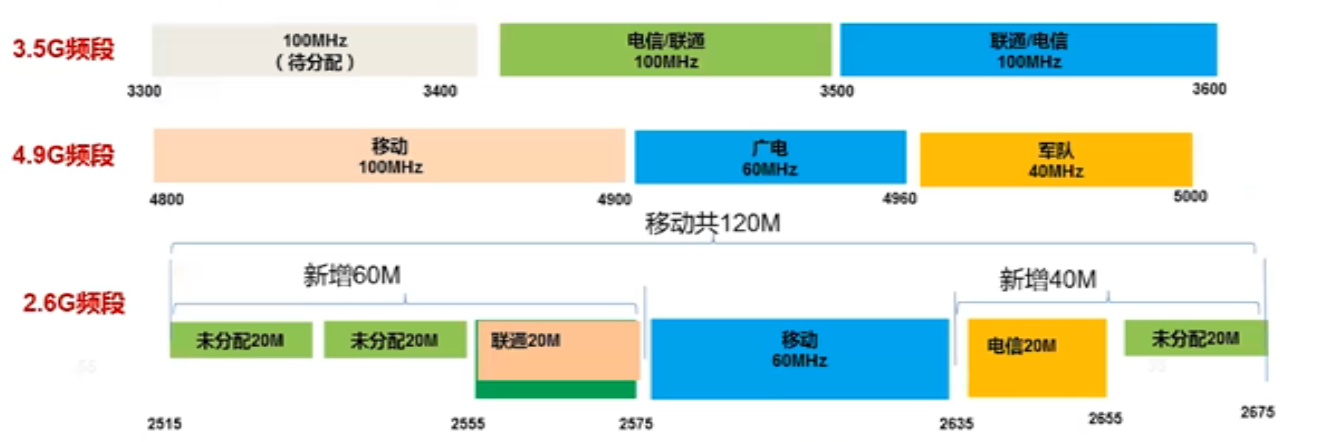 3.5G频段
100MHz
（待分配）
电信/联通
100MHz
联通/电信
100MHz
3300
3400
3500
3600
4.9G频段
移动
100MHz
广电
60MHz
军队
40MHz
4800
4900
4960
5000
移动共120M
新增60M
新增40M
2.6G频段
未分配20M
未分配20M
联通20M
移动
60MHz
电信20M
未分配20M
2515
2555
2575
2635
2655
2675